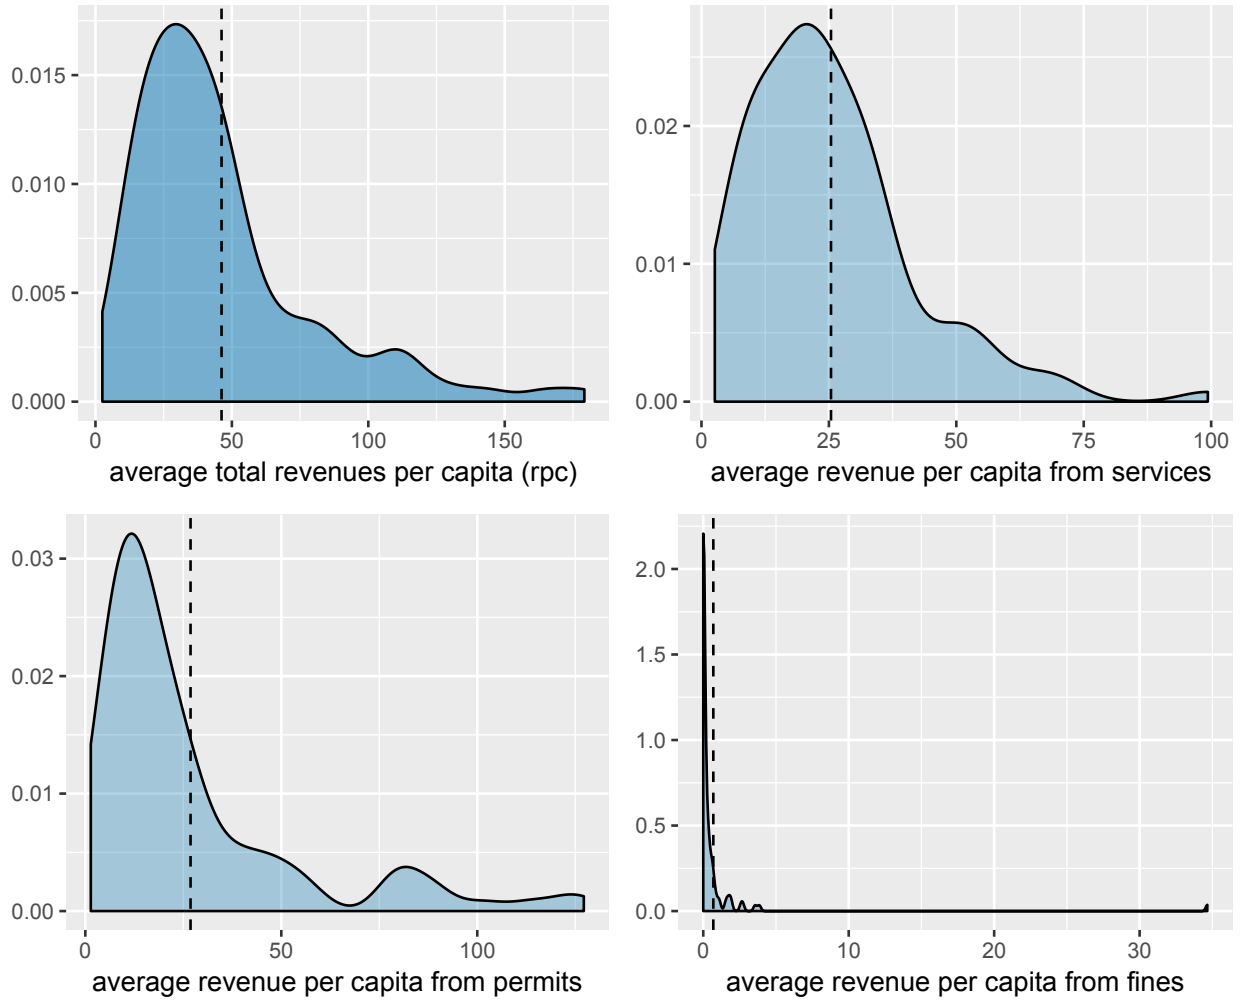 0.015
0.010
0.005
0.000
0 50 100 150
average total revenues per capita (rpc)
0.02
0.01
0.00
0 25 50 75 100
average revenue per capita from services
0.03
0.02
0.01
0.00
0 50 100
average revenue per capita from permits
2.0
1.5
1.0
0.5
0.0
0 10 20 30
average revenue per capita from fines